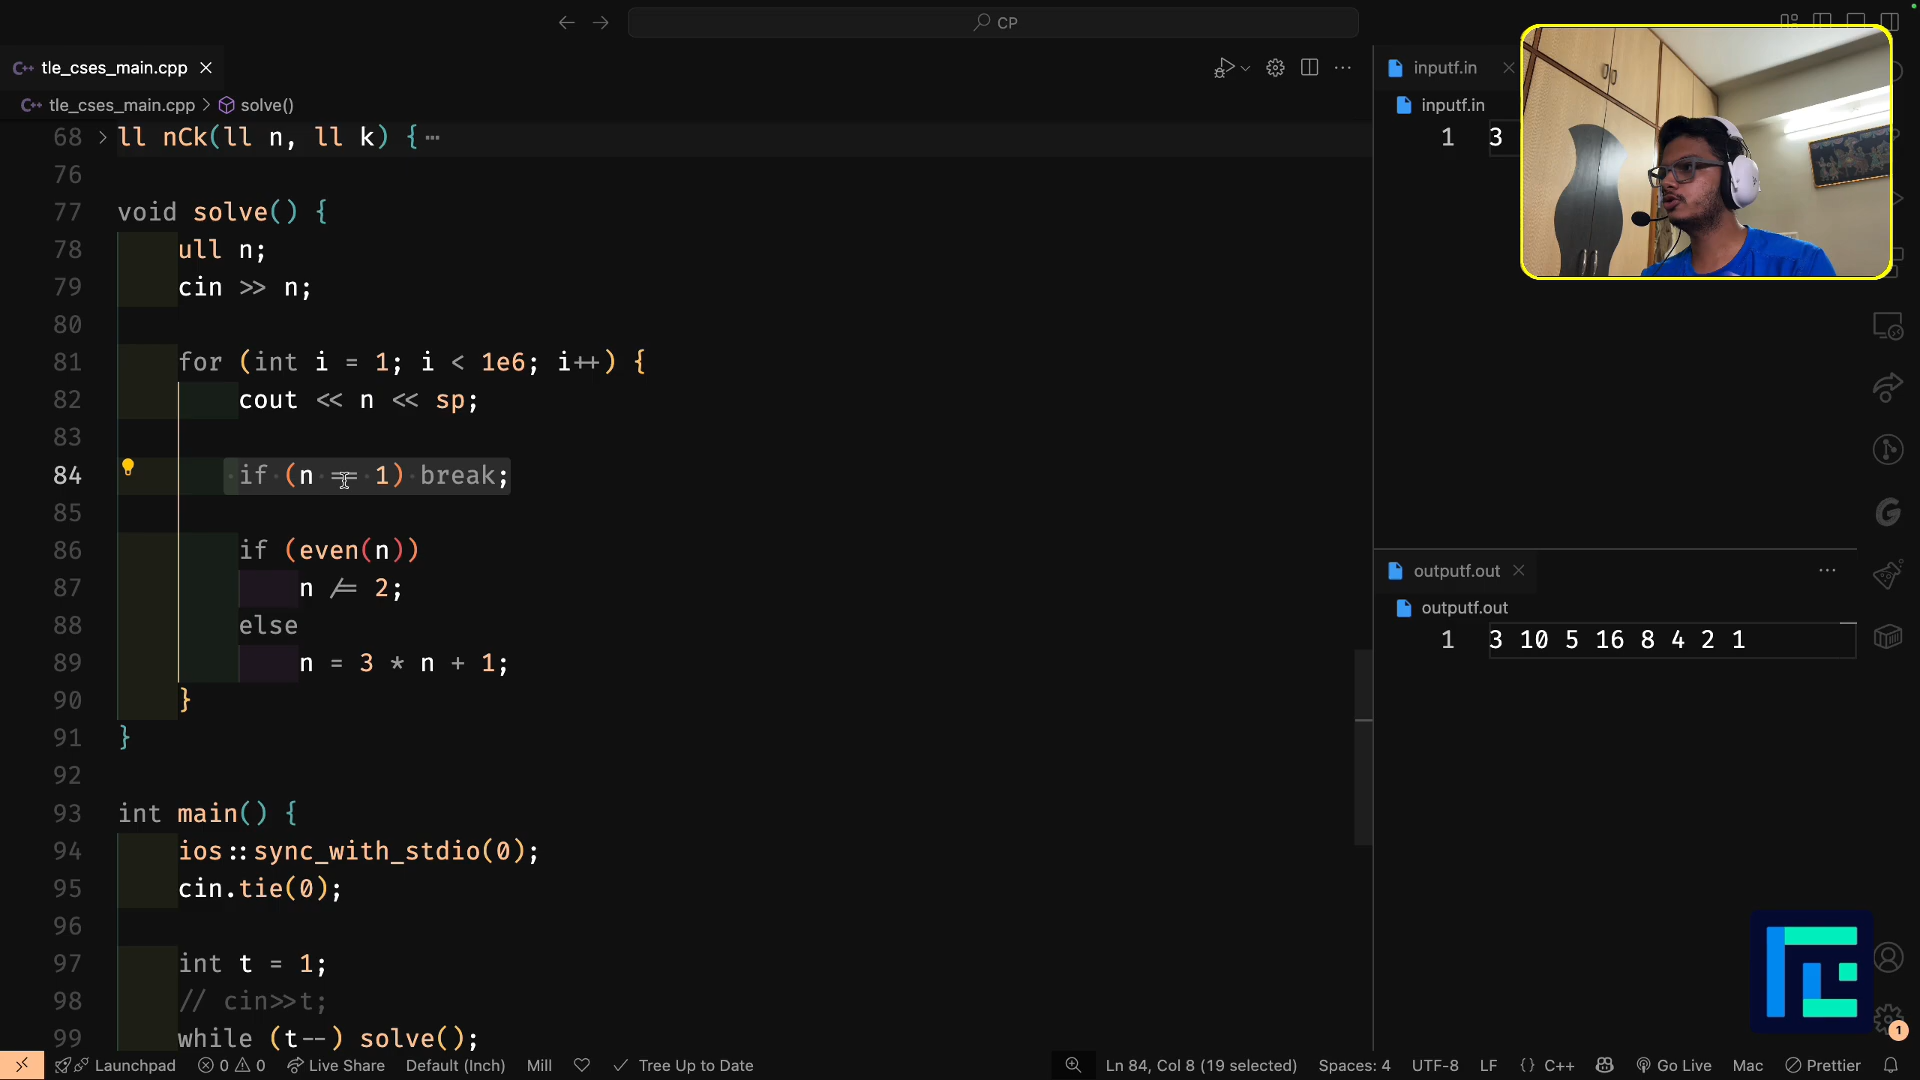 CP
tle_cses_main.cpp
tle_cses_main.cpp > solve()
68 > ll nCk(ll n, ll k) {…
76
77 void solve() {
78 ull n;
79 cin >> n;
80
81 for (int i = 1; i < 1e6; i++) {
82 cout << n << sp;
83
84 if (n == 1) break;
85
86 if (even(n))
87 n /= 2;
88 else
89 n = 3 * n + 1;
90 }
91 }
92
93 int main() {
94 ios::sync_with_stdio(0);
95 cin.tie(0);
96
97 int t = 1;
98 // cin>>t;
99 while (t--) solve();
inputf.in
inputf.in
1 3
outputf.out
outputf.out
1 3 10 5 16 8 4 2 1
1
Launchpad 0 0 Live Share Default (Inch) Mill Tree Up to Date Ln 84, Col 8 (19 selected) Spaces: 4 UTF-8 LF {} C++ Go Live Mac Prettier